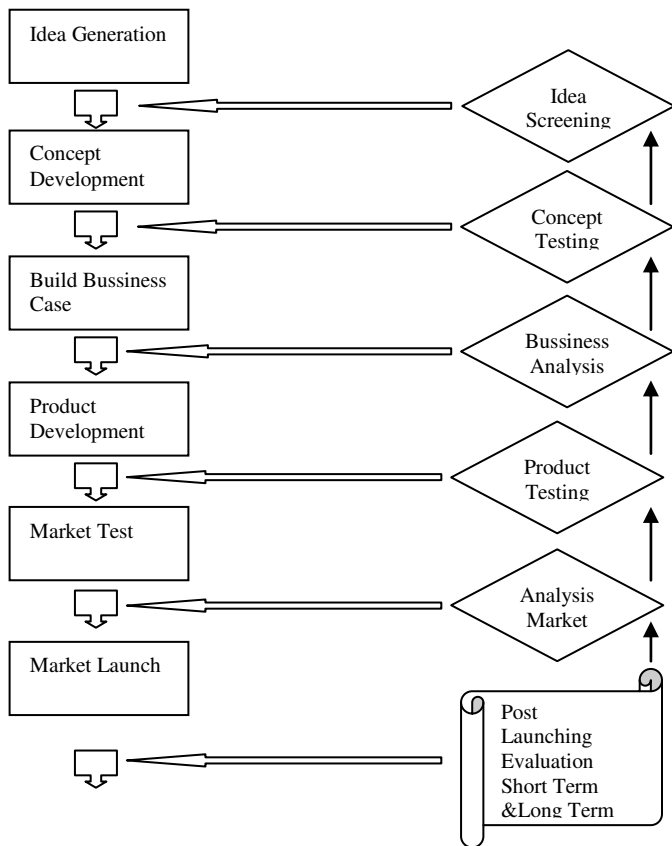 Idea Generation
Idea
Screening
Concept
Development
Concept
Testing
Build Bussiness
Case
Bussiness
Analysis
Product
Development
Product
Testing
Market Test
Analysis
Market
Market Launch
Post
Launching
Evaluation
Short Term
&Long Term